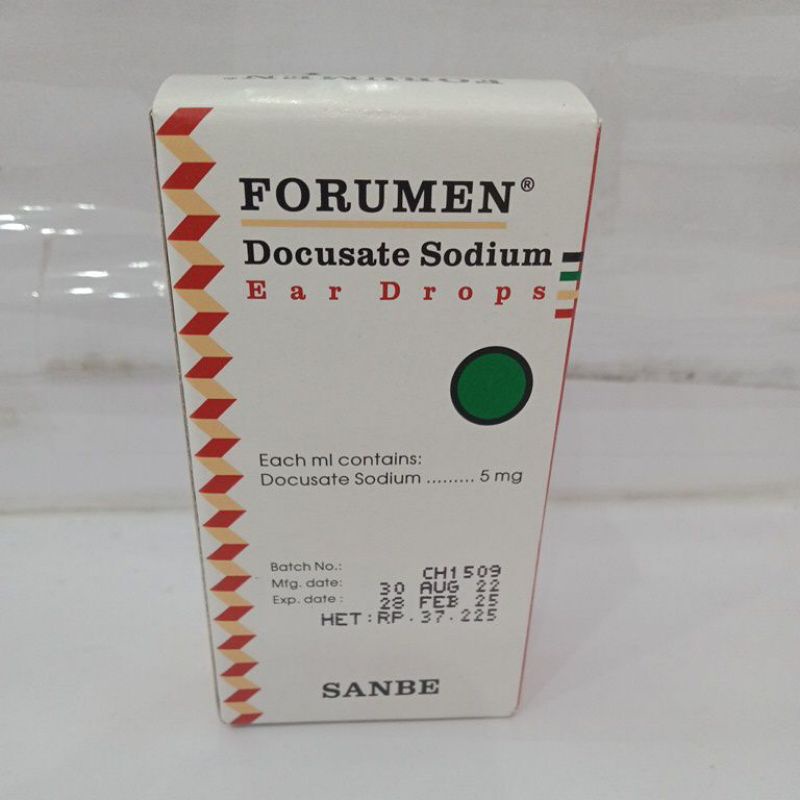 FORUMEN®
FORUMEN®
Docusate Sodium
Ear Drops
Each ml contains:
Docusate Sodium ......... 5 mg
Batch No.: CH1509
Mfg. date: 30 AUG 22
Exp. date : 28 FEB 25
HET : RP . 37.225
SANBE